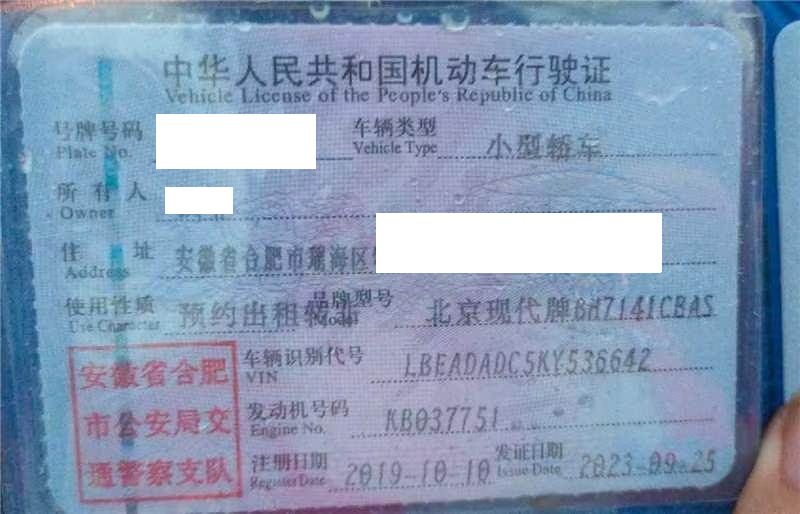 中华人民共和国机动车行驶证
Vehicle License of the People's Republic of China
号牌号码 车辆类型 小型轿车
Plate No. Vehicle Type
所有人
Owner
住址 安徽省合肥市瑶海区
Address
使用性质 预约出租转非 品牌型号 北京现代牌BH7141CBAS
Use Character Model
车辆识别代号 LBEADADC5KY536642
VIN
发动机号码 KB037751
Engine No.
注册日期 2019-10-10 发证日期 2023-09-25
Register Date Issue Date
安徽省合肥
市公安局交
通警察支队